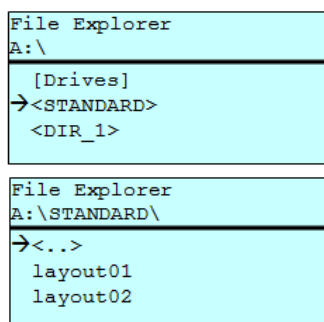 File Explorer
A:\
[Drives]
→<STANDARD>
<DIR_1>
File Explorer
A:\STANDARD\
→<..>
layout01
layout02